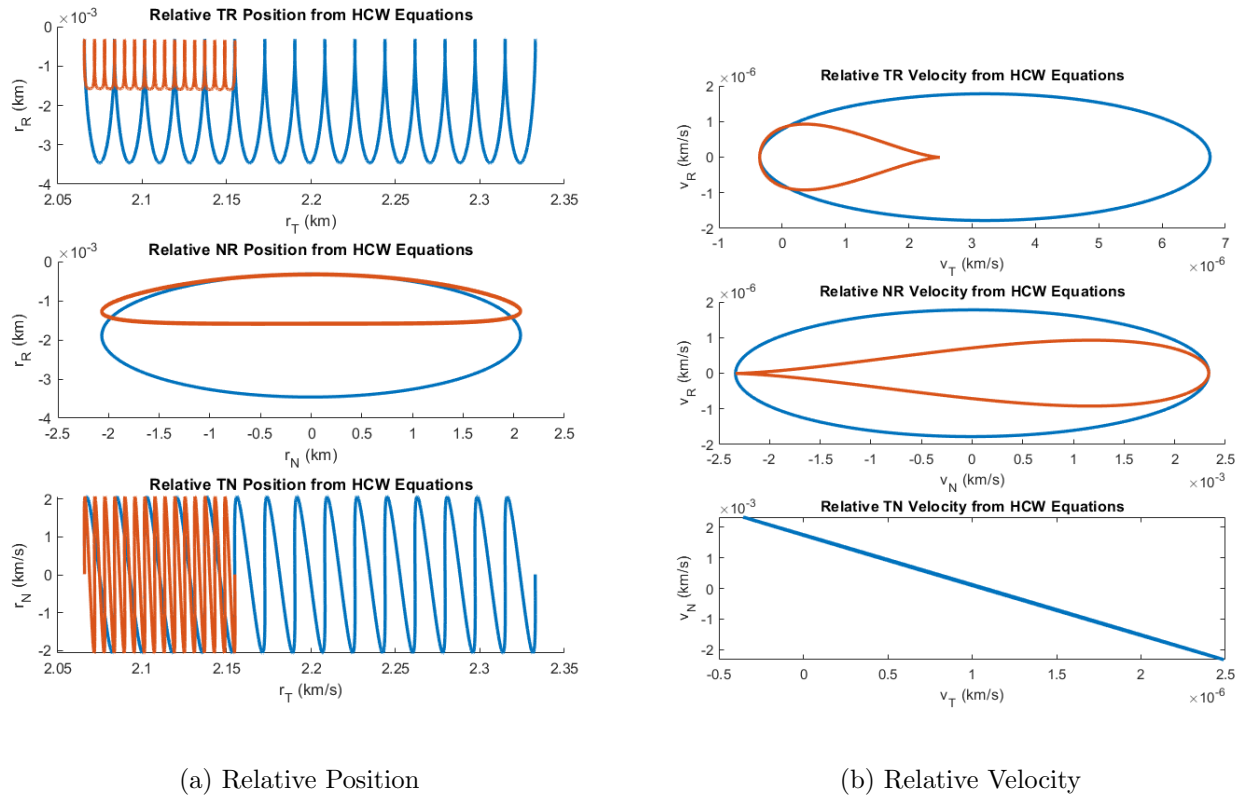 Relative TR Position from HCW Equations
×10⁻³
0
-1
-2
-3
-4
r_R (km)
2.05 2.1 2.15 2.2 2.25 2.3 2.35
r_T (km)
Relative NR Position from HCW Equations
×10⁻³
0
-1
-2
-3
-4
r_R (km)
-2.5 -2 -1.5 -1 -0.5 0 0.5 1 1.5 2 2.5
r_N (km)
Relative TN Position from HCW Equations
2
1
0
-1
-2
r_N (km/s)
2.05 2.1 2.15 2.2 2.25 2.3 2.35
r_T (km/s)
(a) Relative Position
Relative TR Velocity from HCW Equations
×10⁻⁶
2
1
0
-1
-2
v_R (km/s)
-1 0 1 2 3 4 5 6 7
v_T (km/s)
×10⁻⁶
Relative NR Velocity from HCW Equations
×10⁻⁶
2
1
0
-1
-2
v_R (km/s)
-2.5 -2 -1.5 -1 -0.5 0 0.5 1 1.5 2 2.5
v_N (km/s)
×10⁻³
Relative TN Velocity from HCW Equations
×10⁻³
2
1
0
-1
-2
v_N (km/s)
-0.5 0 0.5 1 1.5 2 2.5
v_T (km/s)
×10⁻⁶
(b) Relative Velocity